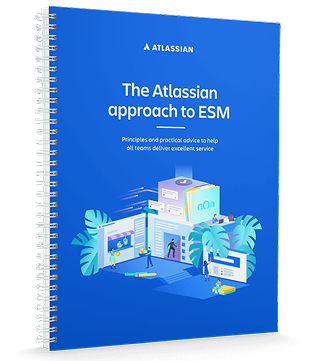 ATLASSIAN
The Atlassian
approach to ESM
Principles and practical advice to help
all teams deliver excellent service